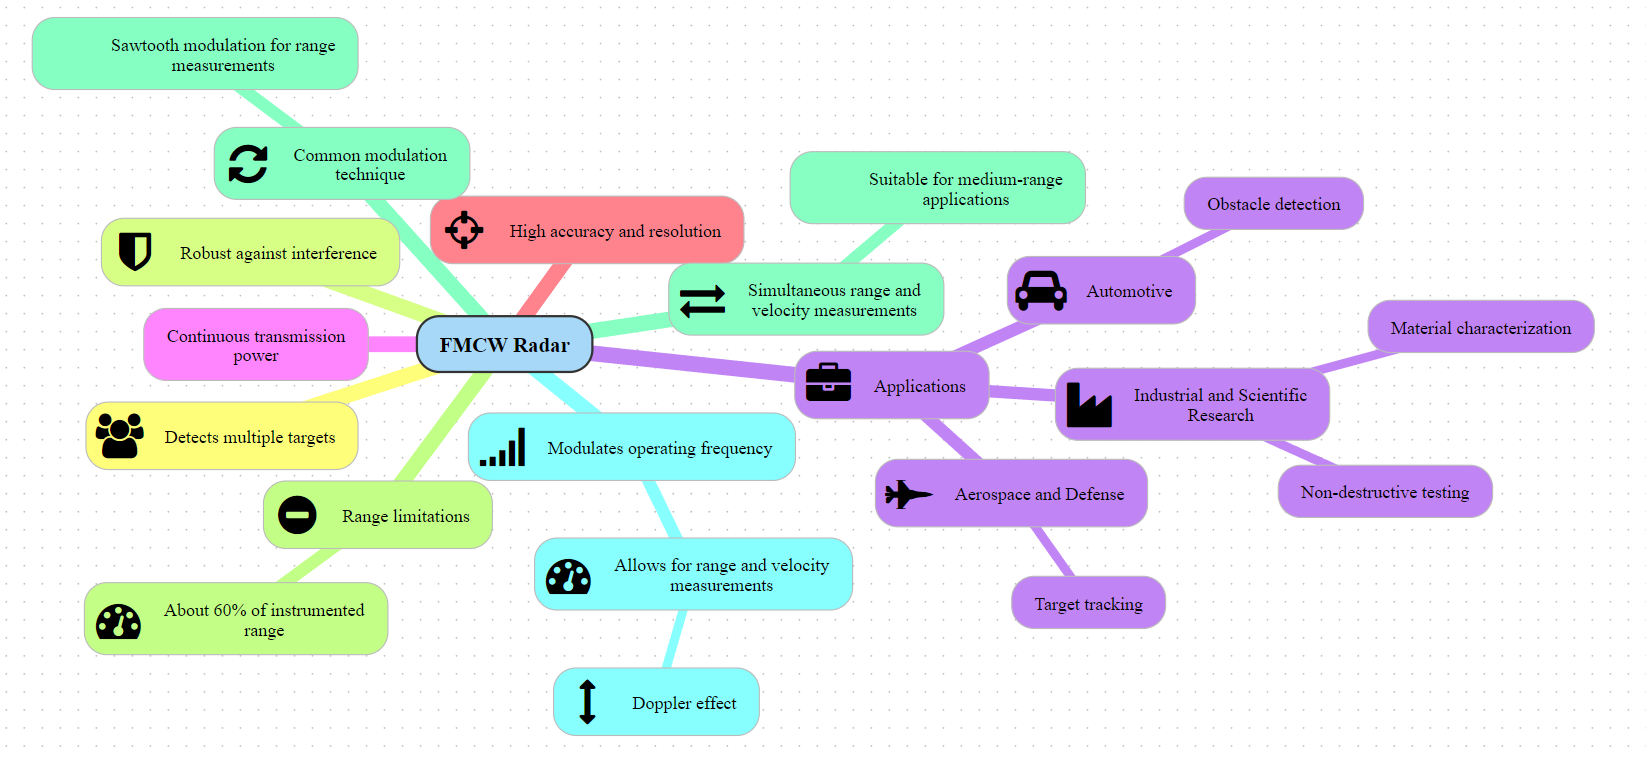 Sawtooth modulation for range
measurements
Common modulation
technique
Suitable for medium-range
applications
Obstacle detection
High accuracy and resolution
Robust against interference
Simultaneous range and
velocity measurements
Automotive
Material characterization
Continuous transmission
power
FMCW Radar
Applications
Industrial and Scientific
Research
Detects multiple targets
Modulates operating frequency
Aerospace and Defense
Non-destructive testing
Range limitations
Allows for range and velocity
measurements
Target tracking
About 60% of instrumented
range
Doppler effect